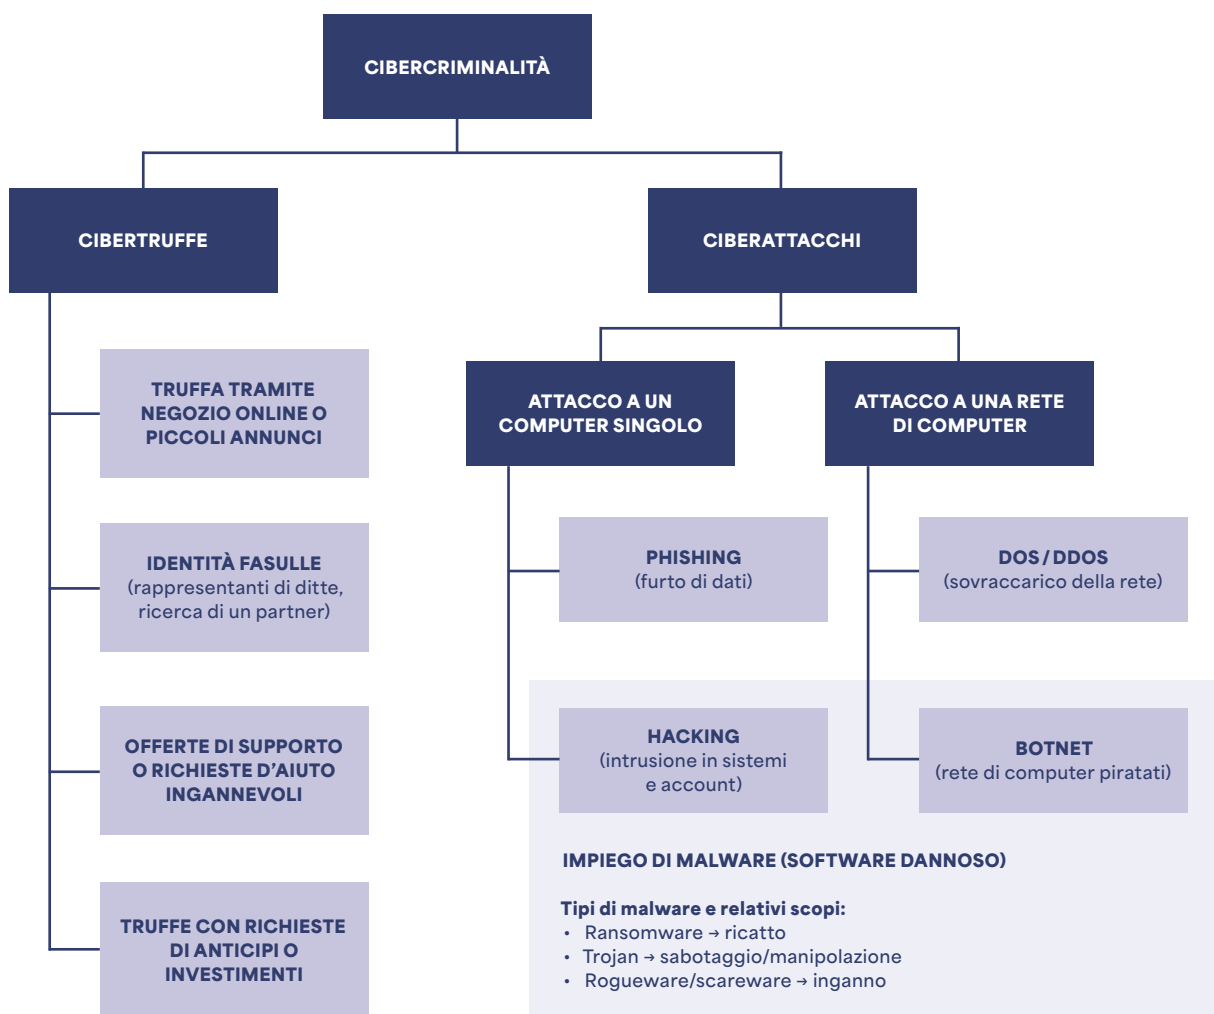 CIBERCRIMINALITÀ
CIBERTRUFFE
TRUFFA TRAMITE
NEGOZIO ONLINE O
PICCOLI ANNUNCI
IDENTITÀ FASULLE
(rappresentanti di ditte,
ricerca di un partner)
OFFERTE DI SUPPORTO
O RICHIESTE D’AIUTO
INGANNEVOLI
TRUFFE CON RICHIESTE
DI ANTICIPI O
INVESTIMENTI
CIBERATTACCHI
ATTACCO A UN
COMPUTER SINGOLO
PHISHING
(furto di dati)
HACKING
(intrusione in sistemi
e account)
ATTACCO A UNA RETE
DI COMPUTER
DOS / DDOS
(sovraccarico della rete)
BOTNET
(rete di computer piratati)
IMPIEGO DI MALWARE (SOFTWARE DANNOSO)
Tipi di malware e relativi scopi:
• Ransomware → ricatto
• Trojan → sabotaggio/manipolazione
• Rogueware/scareware → inganno